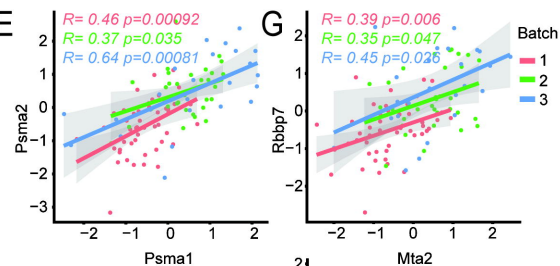 E
R= 0.46 p=0.00092
R= 0.37 p=0.035
R= 0.64 p=0.00081
2
1
0
−1
−2
−3
Psma2
−2 −1 0 1 2
Psma1
G
R= 0.39 p=0.006
R= 0.35 p=0.047
R= 0.45 p=0.026
2
1
0
−1
−2
Rbbp7
−2 −1 0 1 2
Mta2
Batch
1
2
3
2